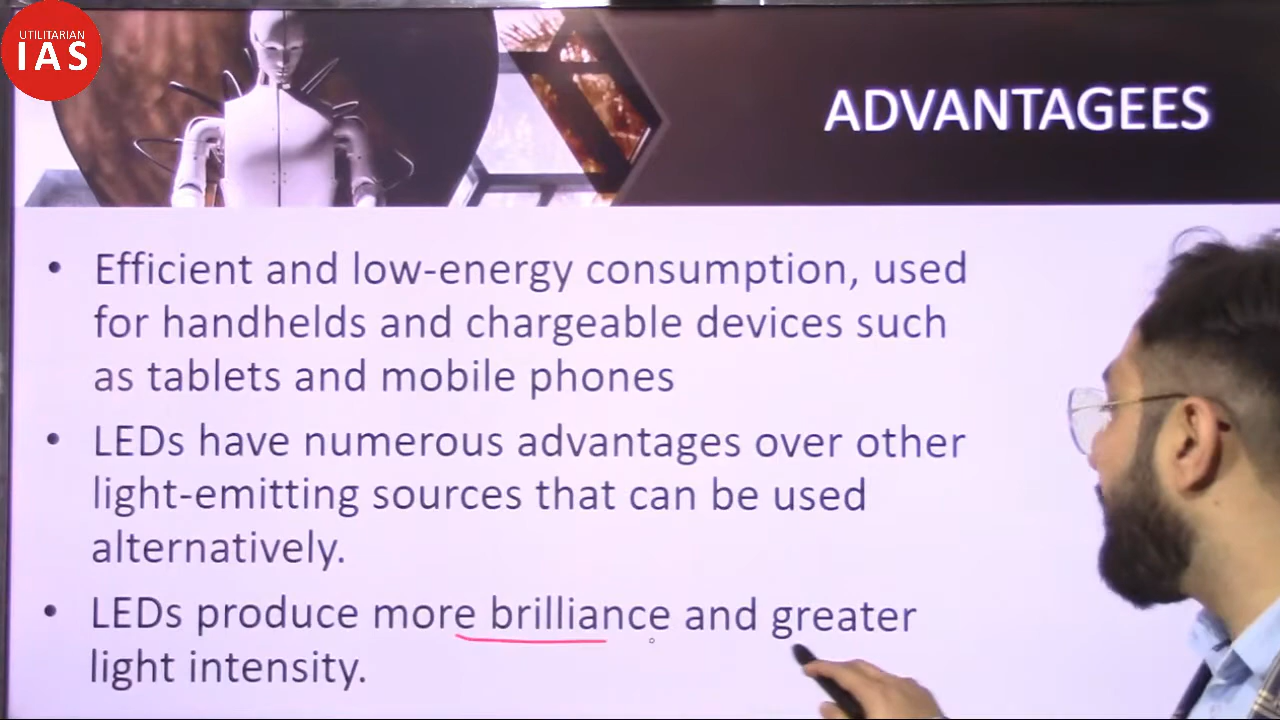 UTILITARIAN
IAS
ADVANTAGEES
• Efficient and low-energy consumption, used
for handhelds and chargeable devices such
as tablets and mobile phones
• LEDs have numerous advantages over other
light-emitting sources that can be used
alternatively.
• LEDs produce more brilliance and greater
light intensity.